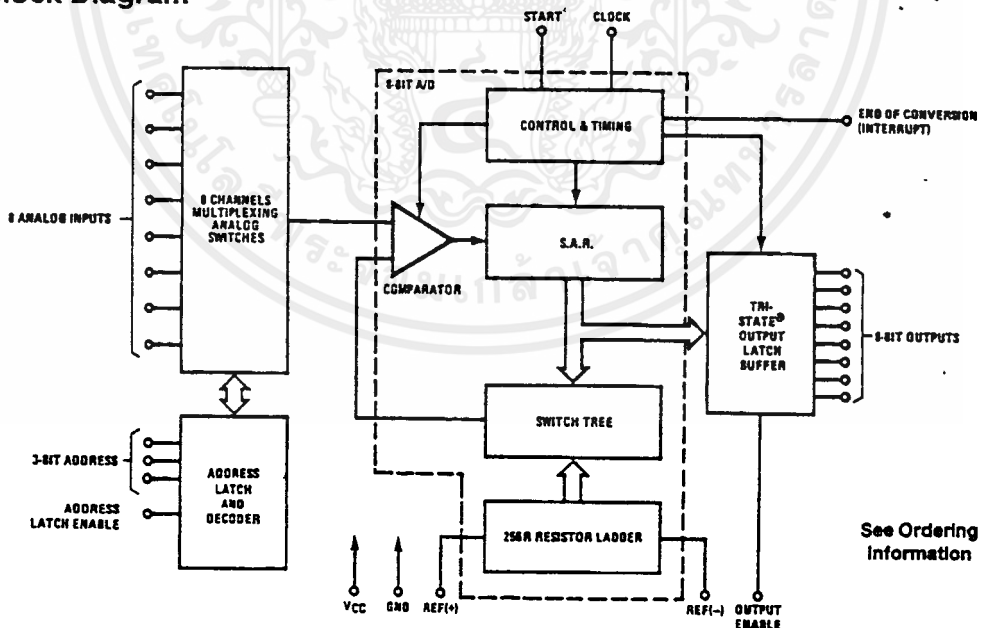 lock Diagram
START
CLOCK
8-BIT A/D
CONTROL & TIMING
END OF CONVERSION
(INTERRUPT)
8 ANALOG INPUTS
8 CHANNELS
MULTIPLEXING
ANALOG
SWITCHES
S.A.R.
COMPARATOR
TRI-
STATE®
OUTPUT
LATCH
BUFFER
8-BIT OUTPUTS
SWITCH TREE
3-BIT ADDRESS
ADDRESS
LATCH
AND
DECODER
ADDRESS
LATCH ENABLE
256R RESISTOR LADDER
See Ordering
Information
VCC
GND
REF(+)
REF(−)
OUTPUT
ENABLE